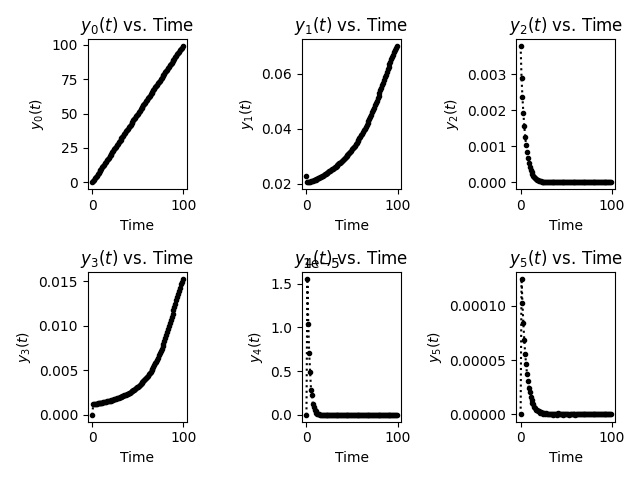 y₀(t) vs. Time
y₁(t) vs. Time
y₂(t) vs. Time
y₀(t)
100
75
50
25
0
0
100
Time
y₁(t)
0.06
0.04
0.02
0
100
Time
y₂(t)
0.003
0.002
0.001
0.000
0
100
Time
y₃(t) vs. Time
vs. Time
y₅(t) vs. Time
y₃(t)
0.015
0.010
0.005
0.000
0
100
Time
y₄(t)
1.5
1.0
0.5
0.0
0
100
Time
y₅(t)
0.00010
0.00005
0.00000
0
100
Time